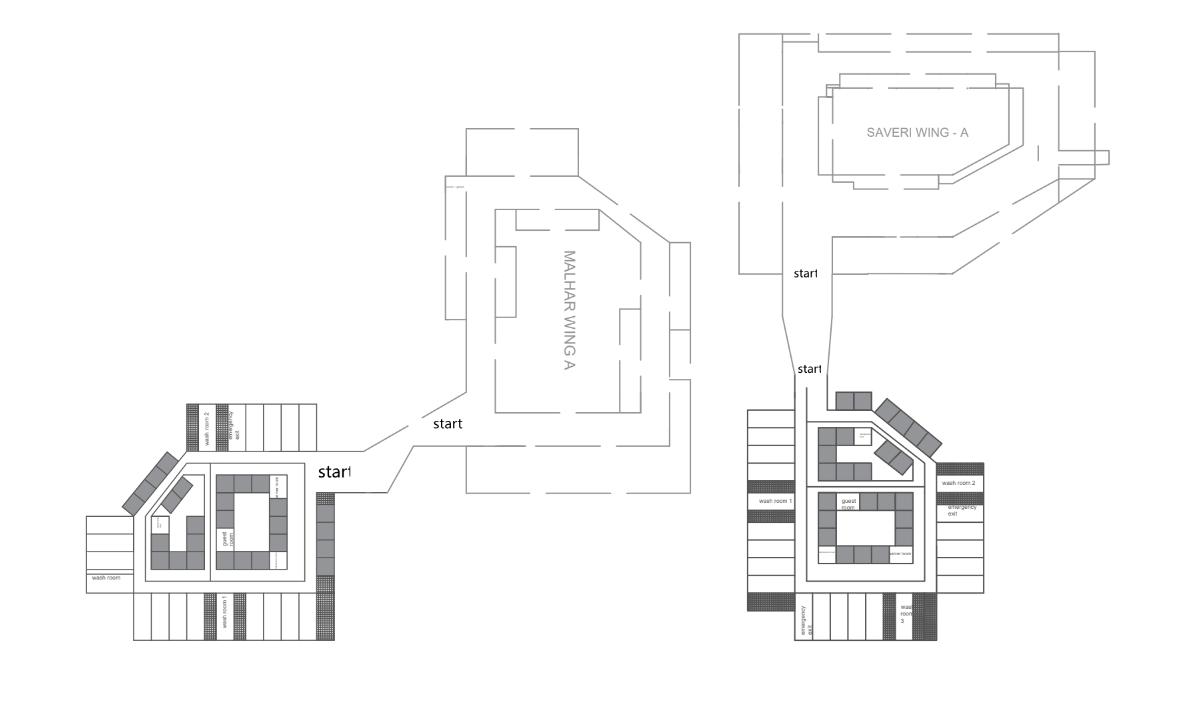 SAVERI WING - A
MALHAR WING A
start
start
start
start
wash room 2
emergency
exit
wash room
wash room 1
guest
room
wash room 1
guest
room
wash room 2
emergency
exit
emergency
exit
wash
room
3